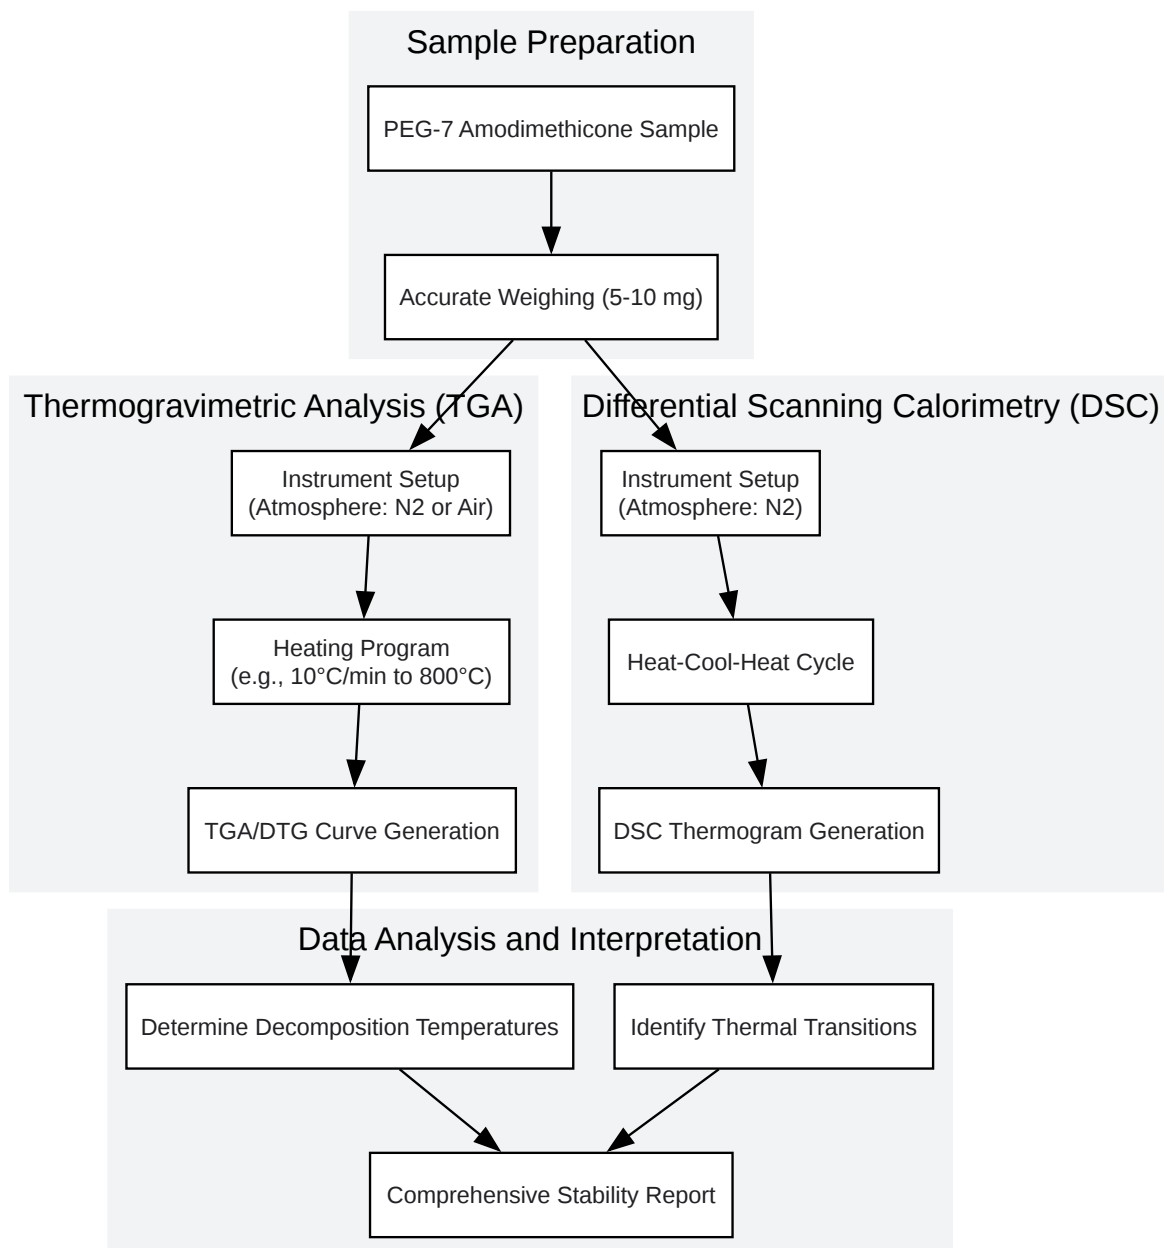 Sample Preparation
PEG-7 Amodimethicone Sample
Accurate Weighing (5-10 mg)
Thermogravimetric Analysis (TGA)
Instrument Setup
(Atmosphere: N2 or Air)
Heating Program
(e.g., 10°C/min to 800°C)
TGA/DTG Curve Generation
Differential Scanning Calorimetry (DSC)
Instrument Setup
(Atmosphere: N2)
Heat-Cool-Heat Cycle
DSC Thermogram Generation
Data Analysis and Interpretation
Determine Decomposition Temperatures
Identify Thermal Transitions
Comprehensive Stability Report